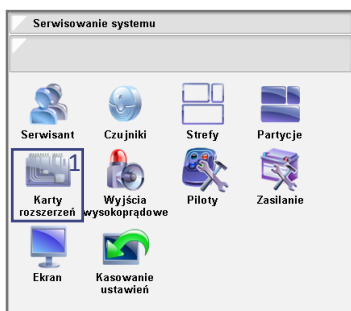 Serwisowanie systemu
Serwisant Czujniki Strefy Partycje
1
Karty Wyjścia Piloty Zasilanie
rozszerzeń wysokoprądowe
Ekran Kasowanie
ustawień